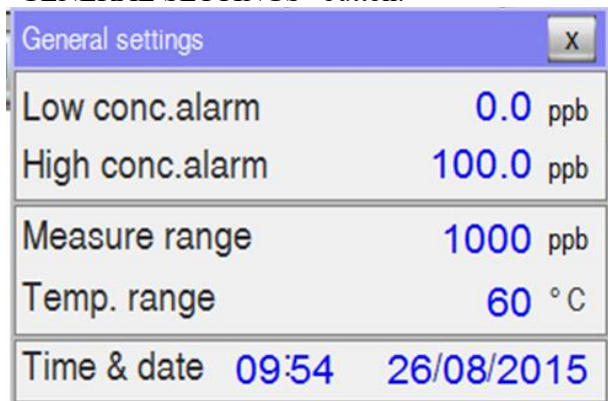 General settings X
Low conc.alarm 0.0 ppb
High conc.alarm 100.0 ppb
Measure range 1000 ppb
Temp. range 60 °C
Time & date 09:54 26/08/2015